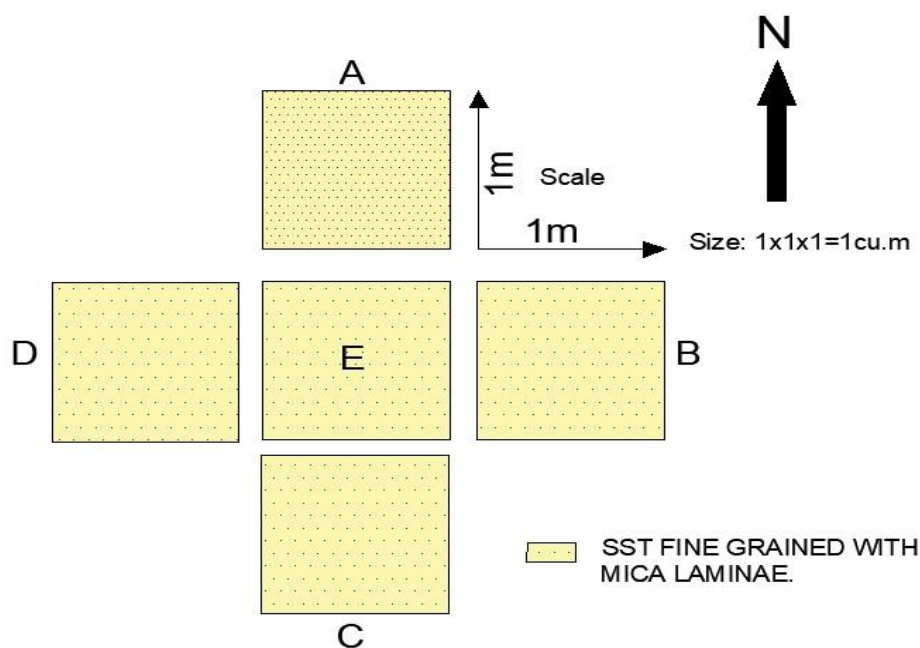 A
N
1m
Scale
1m
Size: 1x1x1=1cu.m
D
E
B
SST FINE GRAINED WITH
MICA LAMINAE.
C